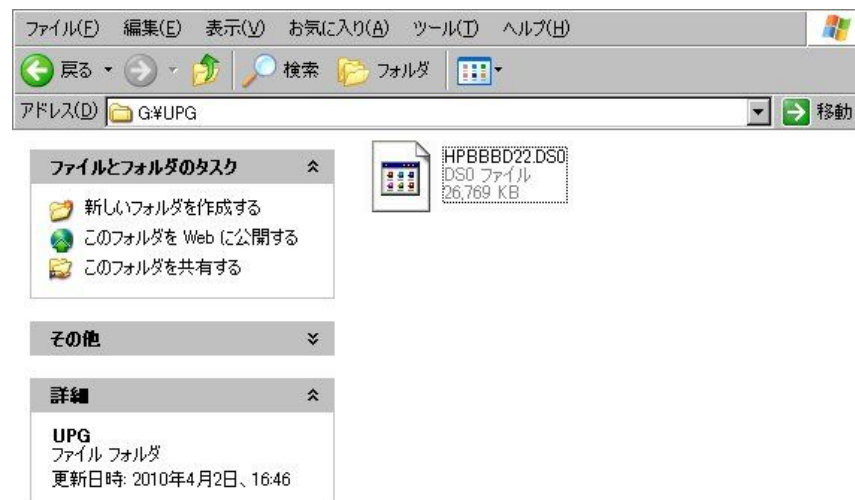 ファイル(F) 編集(E) 表示(V) お気に入り(A) ツール(T) ヘルプ(H)
戻る 検索 フォルダ
アドレス(D) G:¥UPG 移動
ファイルとフォルダのタスク
新しいフォルダを作成する
このフォルダを Web に公開する
このフォルダを共有する
その他
詳細
UPG
ファイル フォルダ
更新日時: 2010年4月2日、16:46
HPBBBD22.DS0
DS0 ファイル
26,769 KB